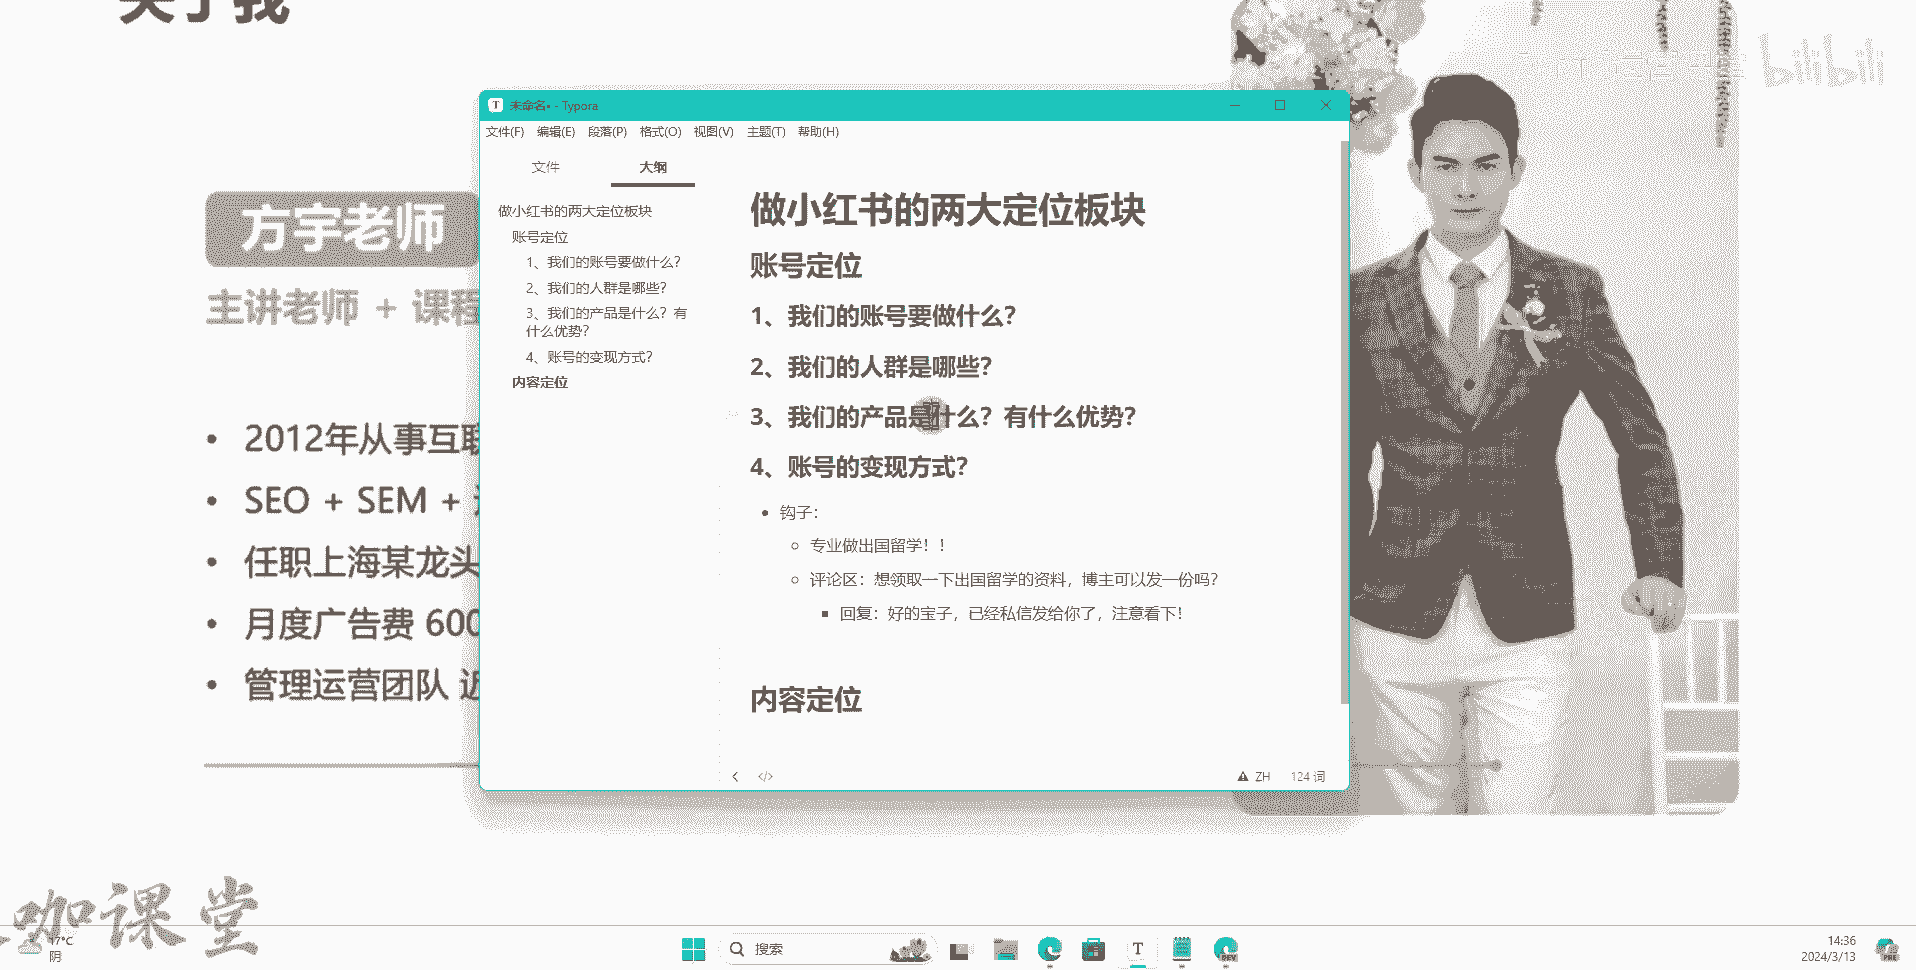 关于我
bilibili
方宇老师
主讲老师 + 课程
2012年从事互联
SEO + SEM +
任职上海某龙头
月度广告费 600
管理运营团队 近
咖课堂
未命名• - Typora
文件(F) 编辑(E) 段落(P) 格式(O) 视图(V) 主题(T) 帮助(H)
文件 大纲
做小红书的两大定位板块
账号定位
1、我们的账号要做什么?
2、我们的人群是哪些?
3、我们的产品是什么？有
什么优势?
4、账号的变现方式?
内容定位
做小红书的两大定位板块
账号定位
1、我们的账号要做什么?
2、我们的人群是哪些?
3、我们的产品是什么？有什么优势?
4、账号的变现方式?
钩子：
专业做出国留学！！
评论区：想领取一下出国留学的资料，博主可以发一份吗?
回复：好的宝子，已经私信发给你了，注意看下!
内容定位
ZH 124 词
17°C
阴
搜索
T
DEV
14:36
2024/3/13
PRE